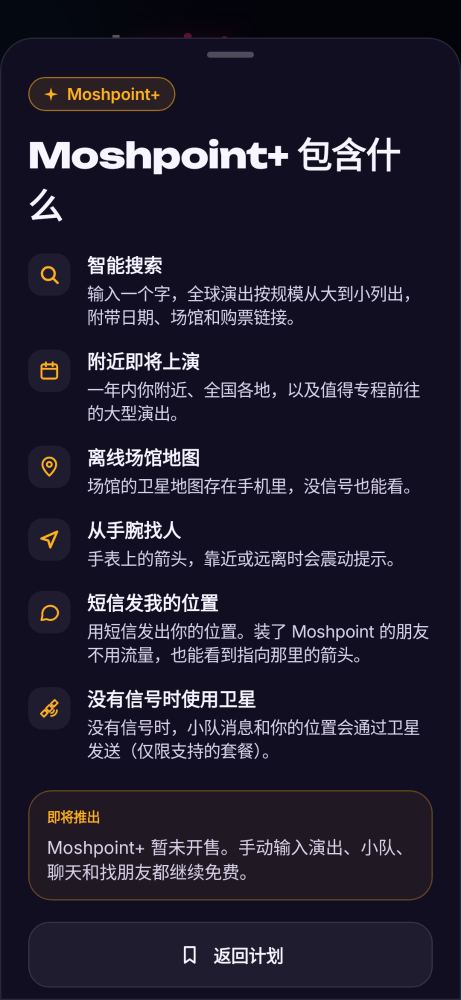 Moshpoint+
Moshpoint+ 包含什
么
智能搜索
输入一个字，全球演出按规模从大到小列出，
附带日期、场馆和购票链接。
附近即将上演
一年内你附近、全国各地，以及值得专程前往
的大型演出。
离线场馆地图
场馆的卫星地图存在手机里，没信号也能看。
从手腕找人
手表上的箭头，靠近或远离时会震动提示。
短信发我的位置
用短信发出你的位置。装了 Moshpoint 的朋友
不用流量，也能看到指向那里的箭头。
没有信号时使用卫星
没有信号时，小队消息和你的位置会通过卫星
发送（仅限支持的套餐）。
即将推出
Moshpoint+ 暂未开售。手动输入演出、小队、
聊天和找朋友都继续免费。
返回计划